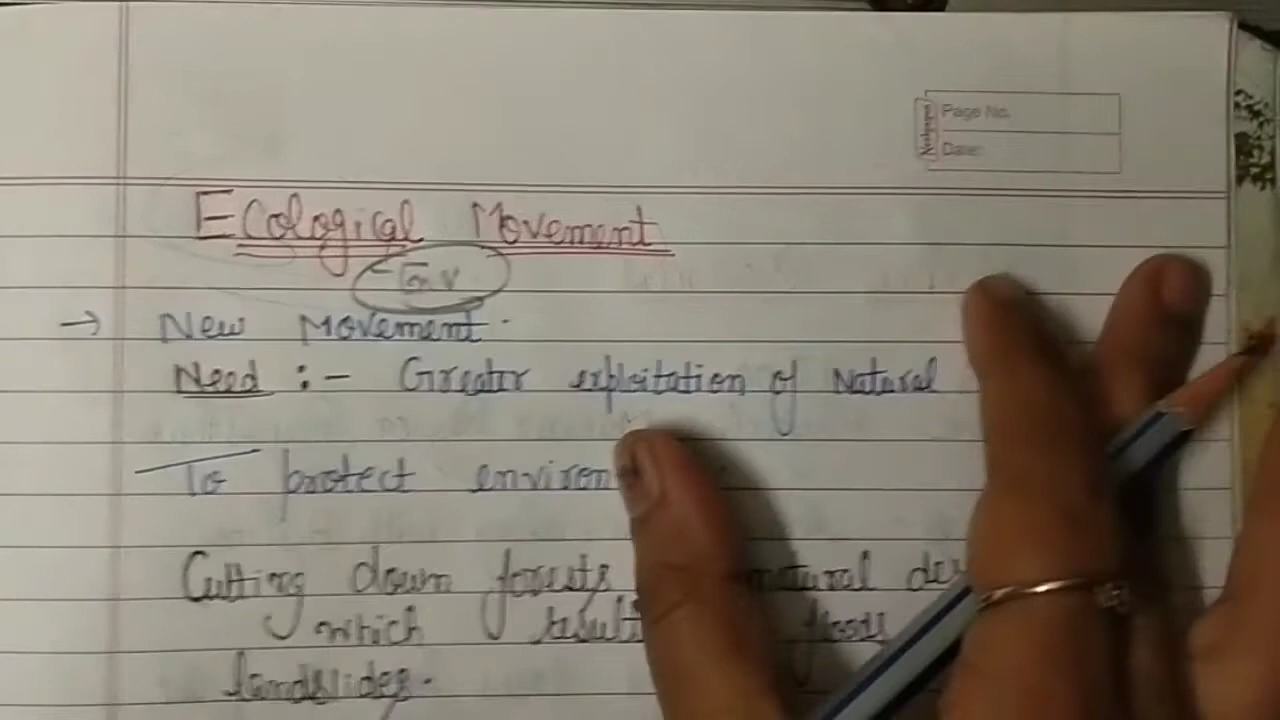 Page No.
Date:
Ecological Movement
Env
→ New Movement.
Need :- Greater exploitation of Natural
To protect environ
Cutting down forests natural
which result floods
landslides.